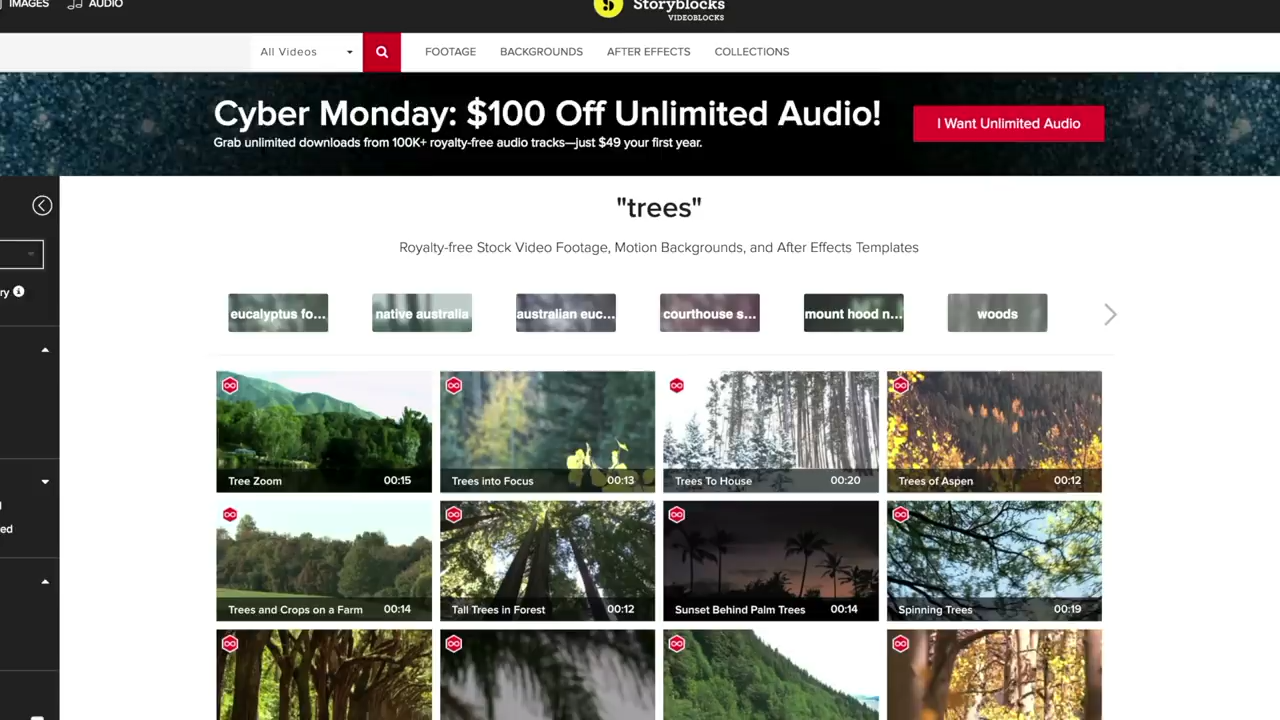 IMAGES
AUDIO
Storyblocks
VIDEOBLOCKS
All Videos
FOOTAGE
BACKGROUNDS
AFTER EFFECTS
COLLECTIONS
Cyber Monday: $100 Off Unlimited Audio!
Grab unlimited downloads from 100K+ royalty-free audio tracks—just $49 your first year.
I Want Unlimited Audio
"trees"
Royalty-free Stock Video Footage, Motion Backgrounds, and After Effects Templates
ry
ed
eucalyptus fo...
native australia
australian euc...
courthouse s...
mount hood n...
woods
Tree Zoom 00:15
Trees into Focus 00:13
Trees To House 00:20
Trees of Aspen 00:12
Trees and Crops on a Farm 00:14
Tall Trees in Forest 00:12
Sunset Behind Palm Trees 00:14
Spinning Trees 00:19